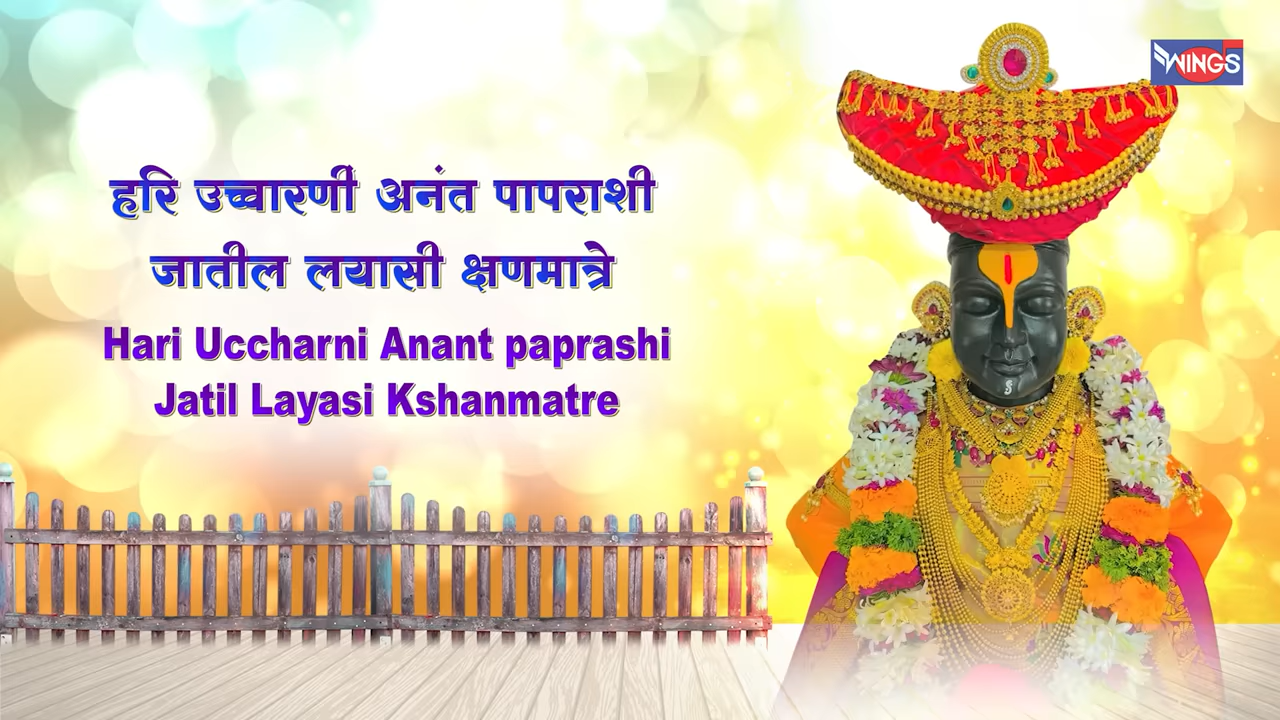 हरि उच्चारणीं अनंत पापराशी
जातील लयासी क्षणमात्रे
Hari Uccharni Anant paprashi
Jatil Layasi Kshanmatre
WINGS